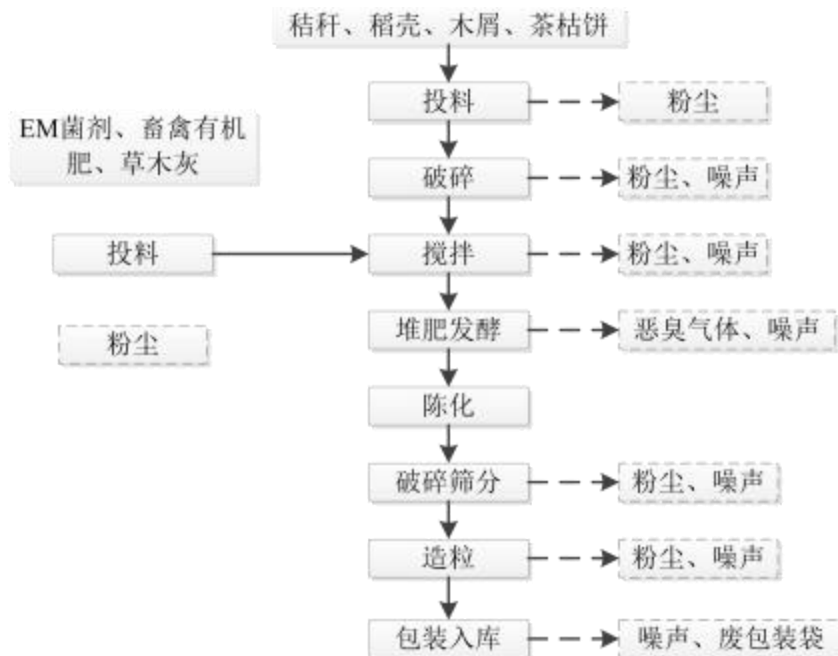 秸秆、稻壳、木屑、茶枯饼
投料
粉尘
EM菌剂、畜禽有机
肥、草木灰
破碎
粉尘、噪声
投料
搅拌
粉尘、噪声
堆肥发酵
恶臭气体、噪声
粉尘
陈化
破碎筛分
粉尘、噪声
造粒
粉尘、噪声
包装入库
噪声、废包装袋